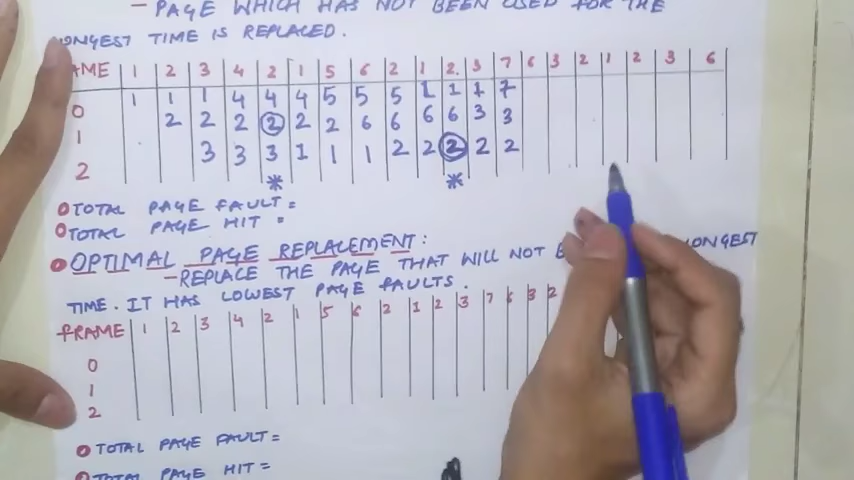 - PAGE WHICH HAS NOT BEEN USED FOR THE
LONGEST TIME IS REPLACED.
AME 1 2 3 4 2 1 5 6 2 1 2. 3 7 6 3 2 1 2 3 6
0 1 1 1 4 4 4 5 5 5 1 1 1 7
1 2 2 2 2 2 2 6 6 6 6 3 3
2 3 3 3 1 1 1 2 2 2 2 2
* *
TOTAL PAGE FAULT =
TOTAL PAGE HIT =
OPTIMAL PAGE REPLACEMENT:
- REPLACE THE PAGE THAT WILL NOT LONGEST
TIME. IT HAS LOWEST PAGE FAULTS.
FRAME 1 2 3 4 2 1 5 6 2 1 2 3 7 6 3 2
0
1
2
TOTAL PAGE FAULT =
TOTAL PAGE HIT =